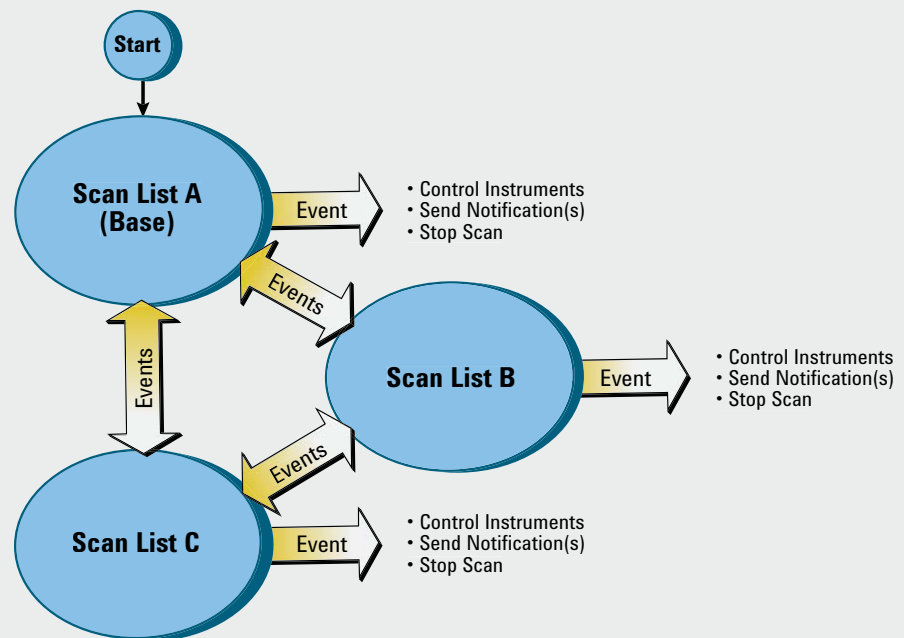 Start
Scan List A
(Base)
Event
• Control Instruments
• Send Notification(s)
• Stop Scan
Events
Events
Scan List B
Event
• Control Instruments
• Send Notification(s)
• Stop Scan
Events
Scan List C
Event
• Control Instruments
• Send Notification(s)
• Stop Scan